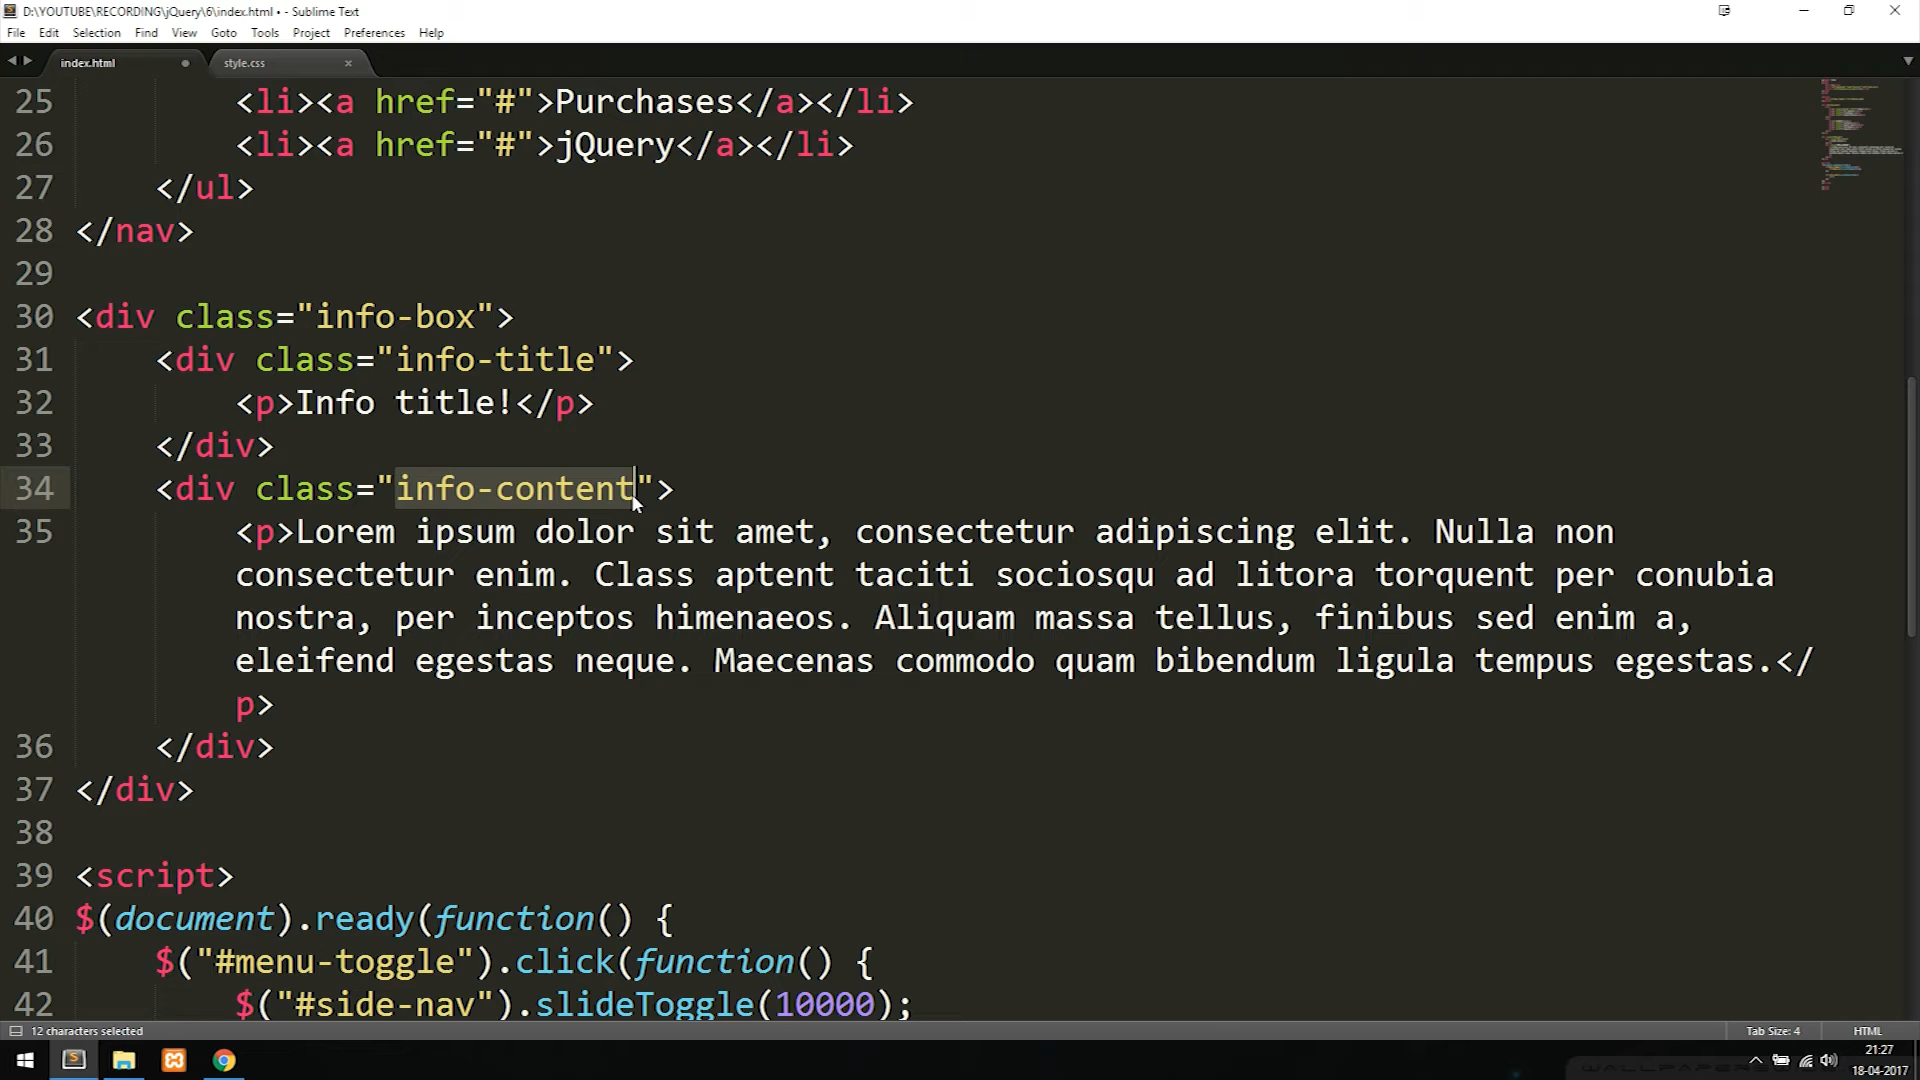 D:\YOUTUBE\RECORDING\jQuery\6\index.html • - Sublime Text
File Edit Selection Find View Goto Tools Project Preferences Help
index.html style.css
25 <li><a href="#">Purchases</a></li>
26 <li><a href="#">jQuery</a></li>
27 </ul>
28 </nav>
29
30 <div class="info-box">
31 <div class="info-title">
32 <p>Info title!</p>
33 </div>
34 <div class="info-content">
35 <p>Lorem ipsum dolor sit amet, consectetur adipiscing elit. Nulla non
consectetur enim. Class aptent taciti sociosqu ad litora torquent per conubia
nostra, per inceptos himenaeos. Aliquam massa tellus, finibus sed enim a,
eleifend egestas neque. Maecenas commodo quam bibendum ligula tempus egestas.</
p>
36 </div>
37 </div>
38
39 <script>
40 $(document).ready(function() {
41 $("#menu-toggle").click(function() {
42 $("#side-nav").slideToggle(10000);
12 characters selected Tab Size: 4 HTML
21:27
18-04-2017